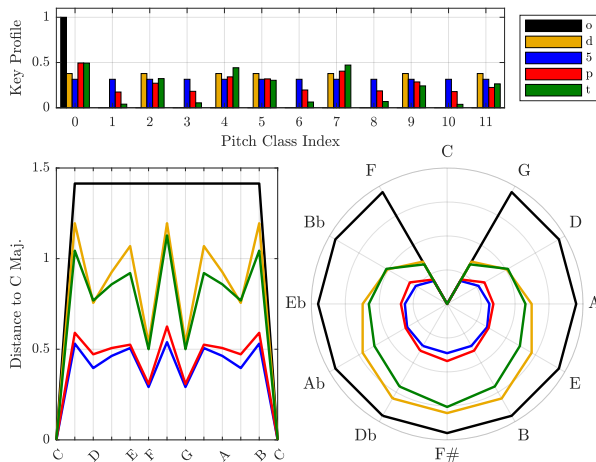 Key Profile
1
0.5
0
0 1 2 3 4 5 6 7 8 9 10 11
Pitch Class Index
o
d
5
p
t
Distance to C Maj.
1.5
1
0.5
0
C D E F G A B C
C
G
D
A
E
B
F#
Db
Ab
Eb
Bb
F